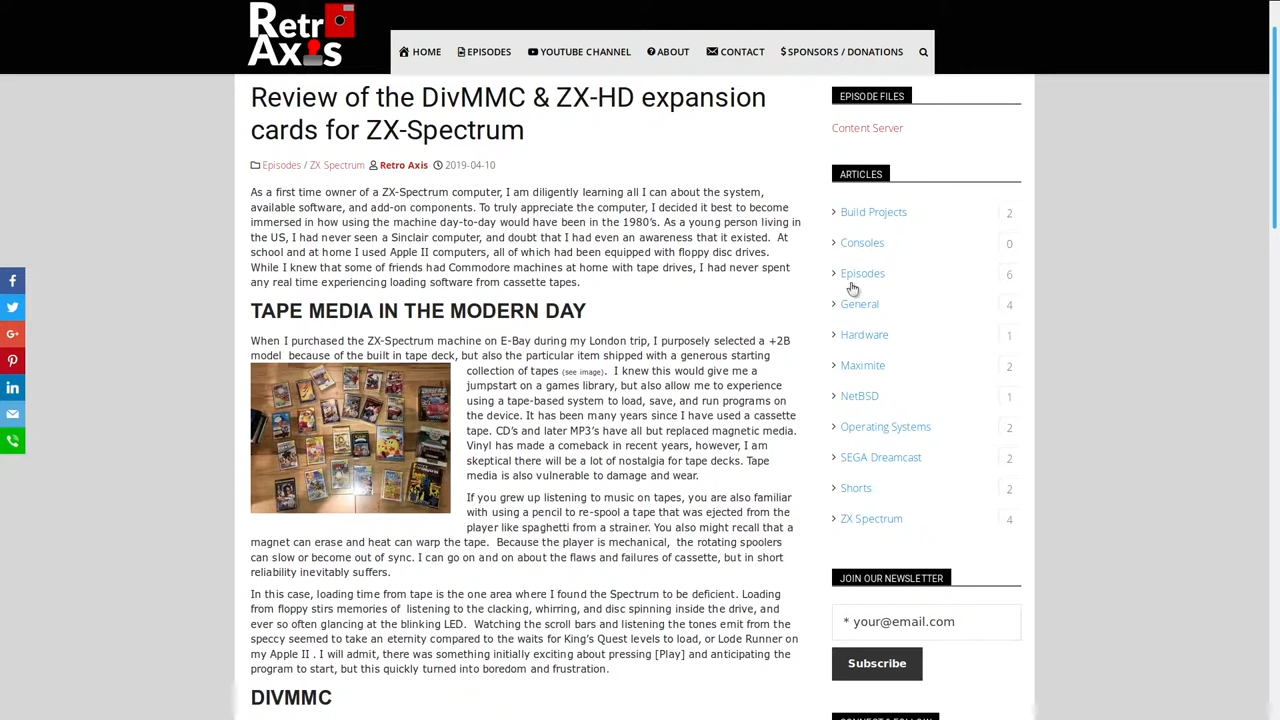 Retr
Axis
HOME EPISODES YOUTUBE CHANNEL ABOUT CONTACT $SPONSORS / DONATIONS
Review of the DivMMC & ZX-HD expansion
cards for ZX-Spectrum
Episodes / ZX Spectrum Retro Axis 2019-04-10
As a first time owner of a ZX-Spectrum computer, I am diligently learning all I can about the system,
available software, and add-on components. To truly appreciate the computer, I decided it best to become
immersed in how using the machine day-to-day would have been in the 1980's. As a young person living in
the US, I had never seen a Sinclair computer, and doubt that I had even an awareness that it existed. At
school and at home I used Apple II computers, all of which had been equipped with floppy disc drives.
While I knew that some of friends had Commodore machines at home with tape drives, I had never spent
any real time experiencing loading software from cassette tapes.
TAPE MEDIA IN THE MODERN DAY
When I purchased the ZX-Spectrum machine on E-Bay during my London trip, I purposely selected a +2B
model because of the built in tape deck, but also the particular item shipped with a generous starting
collection of tapes (see image). I knew this would give me a
jumpstart on a games library, but also allow me to experience
using a tape-based system to load, save, and run programs on
the device. It has been many years since I have used a cassette
tape. CD's and later MP3's have all but replaced magnetic media.
Vinyl has made a comeback in recent years, however, I am
skeptical there will be a lot of nostalgia for tape decks. Tape
media is also vulnerable to damage and wear.
If you grew up listening to music on tapes, you are also familiar
with using a pencil to re-spool a tape that was ejected from the
player like spaghetti from a strainer. You also might recall that a
magnet can erase and heat can warp the tape. Because the player is mechanical, the rotating spoolers
can slow or become out of sync. I can go on and on about the flaws and failures of cassette, but in short
reliability inevitably suffers.
In this case, loading time from tape is the one area where I found the Spectrum to be deficient. Loading
from floppy stirs memories of listening to the clacking, whirring, and disc spinning inside the drive, and
ever so often glancing at the blinking LED. Watching the scroll bars and listening the tones emit from the
speccy seemed to take an eternity compared to the waits for King's Quest levels to load, or Lode Runner on
my Apple II . I will admit, there was something initially exciting about pressing [Play] and anticipating the
program to start, but this quickly turned into boredom and frustration.
DIVMMC
EPISODE FILES
Content Server
ARTICLES
Build Projects 2
Consoles 0
Episodes 6
General 4
Hardware 1
Maximite 2
NetBSD 1
Operating Systems 2
SEGA Dreamcast 2
Shorts 2
ZX Spectrum 4
JOIN OUR NEWSLETTER
* your@email.com
Subscribe